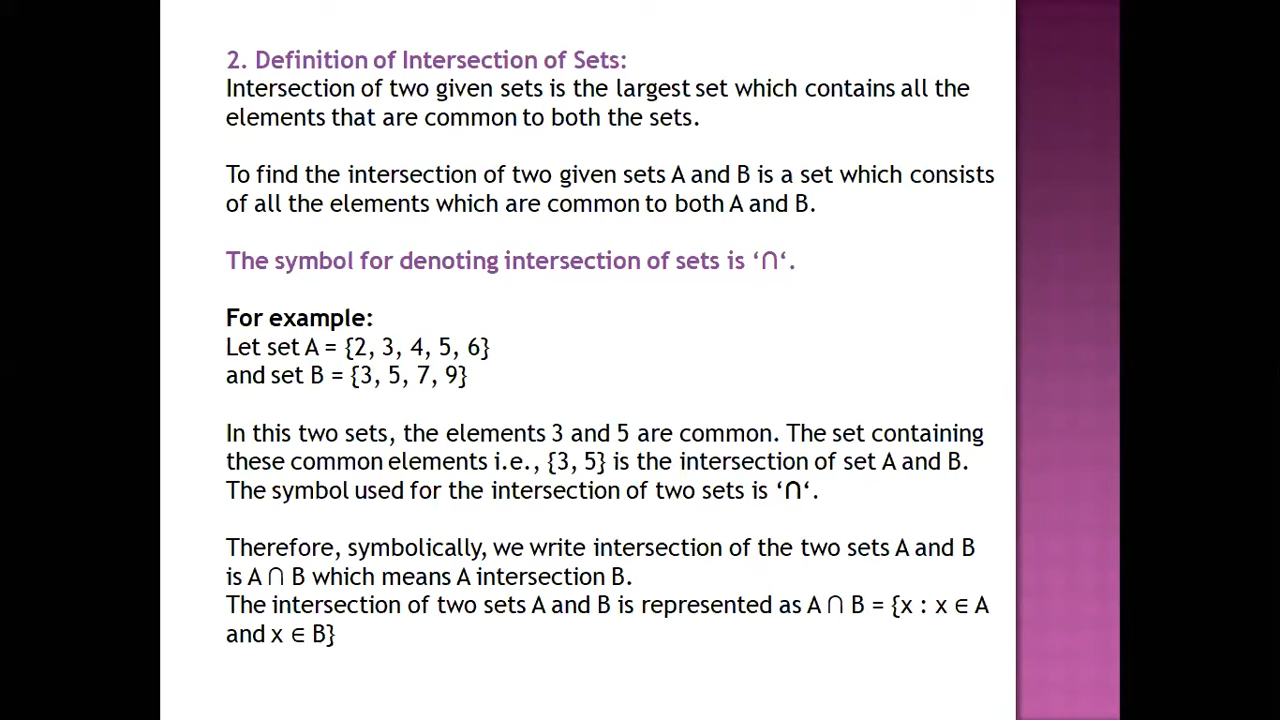 2. Definition of Intersection of Sets:
Intersection of two given sets is the largest set which contains all the
elements that are common to both the sets.
To find the intersection of two given sets A and B is a set which consists
of all the elements which are common to both A and B.
The symbol for denoting intersection of sets is ‘∩‘.
For example:
Let set A = {2, 3, 4, 5, 6}
and set B = {3, 5, 7, 9}
In this two sets, the elements 3 and 5 are common. The set containing
these common elements i.e., {3, 5} is the intersection of set A and B.
The symbol used for the intersection of two sets is ‘∩‘.
Therefore, symbolically, we write intersection of the two sets A and B
is A ∩ B which means A intersection B.
The intersection of two sets A and B is represented as A ∩ B = {x : x ∈ A
and x ∈ B}